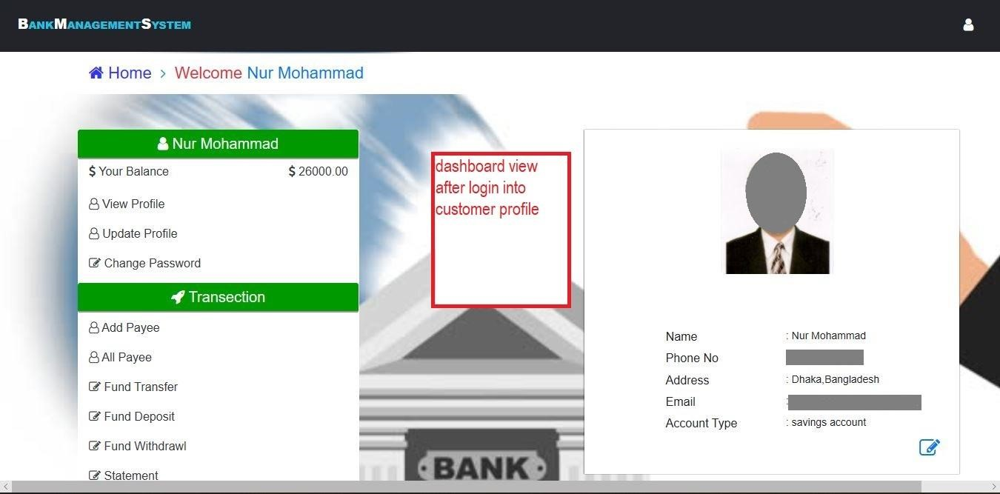 BankManagementSystem
Home > Welcome Nur Mohammad
Nur Mohammad
$ Your Balance $ 26000.00
View Profile
Update Profile
Change Password
Transection
Add Payee
All Payee
Fund Transfer
Fund Deposit
Fund Withdrawl
Statement
dashboard view
after login into
customer profile
Name : Nur Mohammad
Phone No
Address : Dhaka,Bangladesh
Email :
Account Type : savings account
BANK